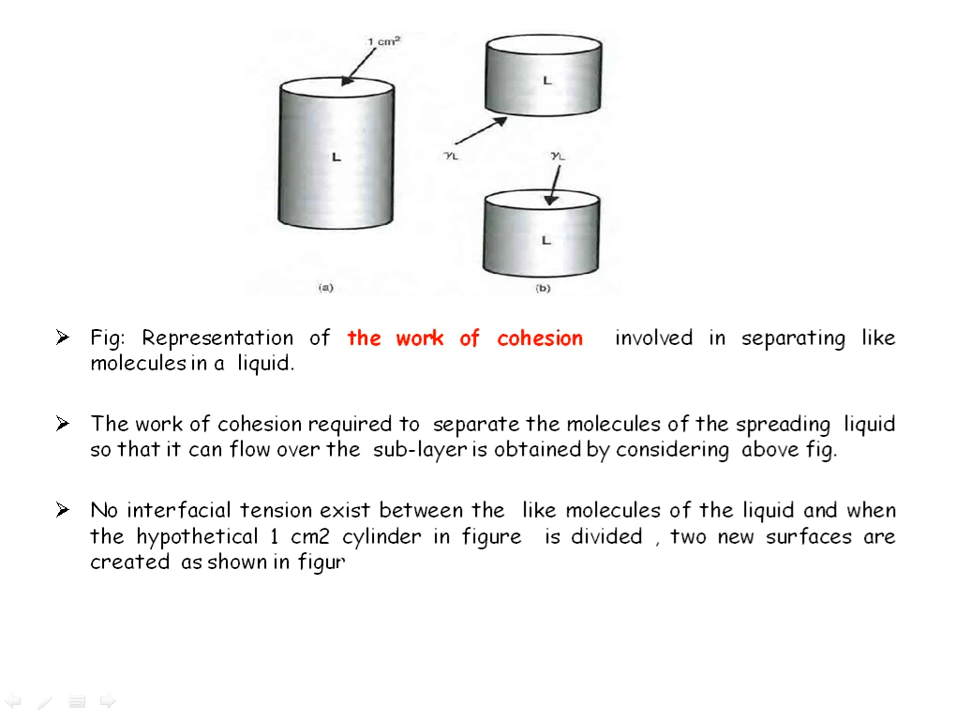 1 cm²
L
L
γL
γL
L
(a)
(b)
➢ Fig: Representation of the work of cohesion involved in separating like
molecules in a liquid.
➢ The work of cohesion required to separate the molecules of the spreading liquid
so that it can flow over the sub-layer is obtained by considering above fig.
➢ No interfacial tension exist between the like molecules of the liquid and when
the hypothetical 1 cm2 cylinder in figure is divided , two new surfaces are
created as shown in figur